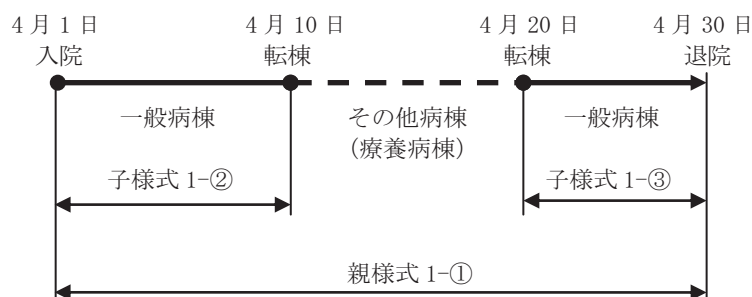 4月1日 4月10日 4月20日 4月30日
入院 転棟 転棟 退院
一般病棟 その他病棟 一般病棟
(療養病棟)
子様式 1-② 子様式 1-③
親様式 1-①